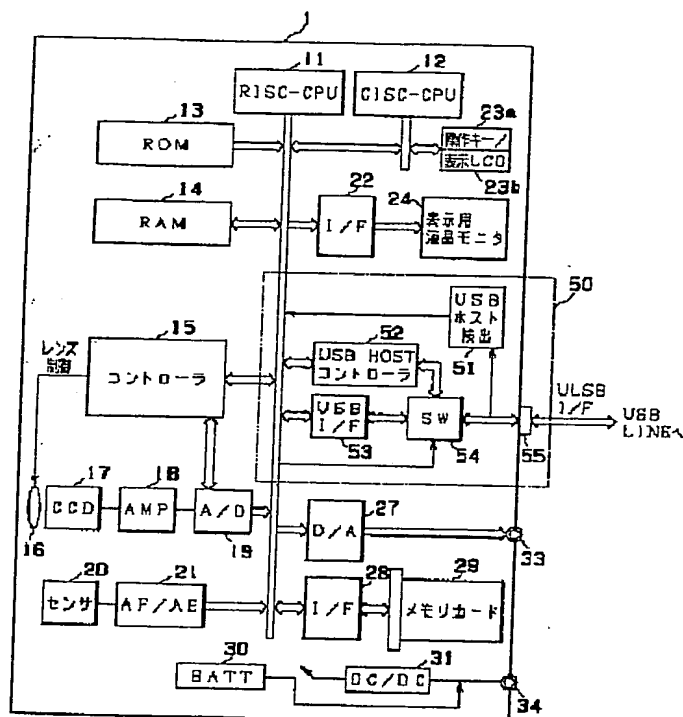 1
11
12
RISC-CPU
CISC-CPU
13
ROM
23a
操作キー/
表示LCD
23b
14
RAM
22
I/F
24
表示用
液晶モニタ
50
USB
ホスト
検出
51
15
コントローラ
レンズ
制御
52
USB HOST
コントローラ
USB
I/F
53
SW
54
55
ULSB
I/F
USB
LINEへ
17
CCD
16
18
AMP
A/D
19
27
D/A
33
20
センサ
21
AF/AE
28
I/F
29
メモリカード
30
BATT
31
DC/DC
34